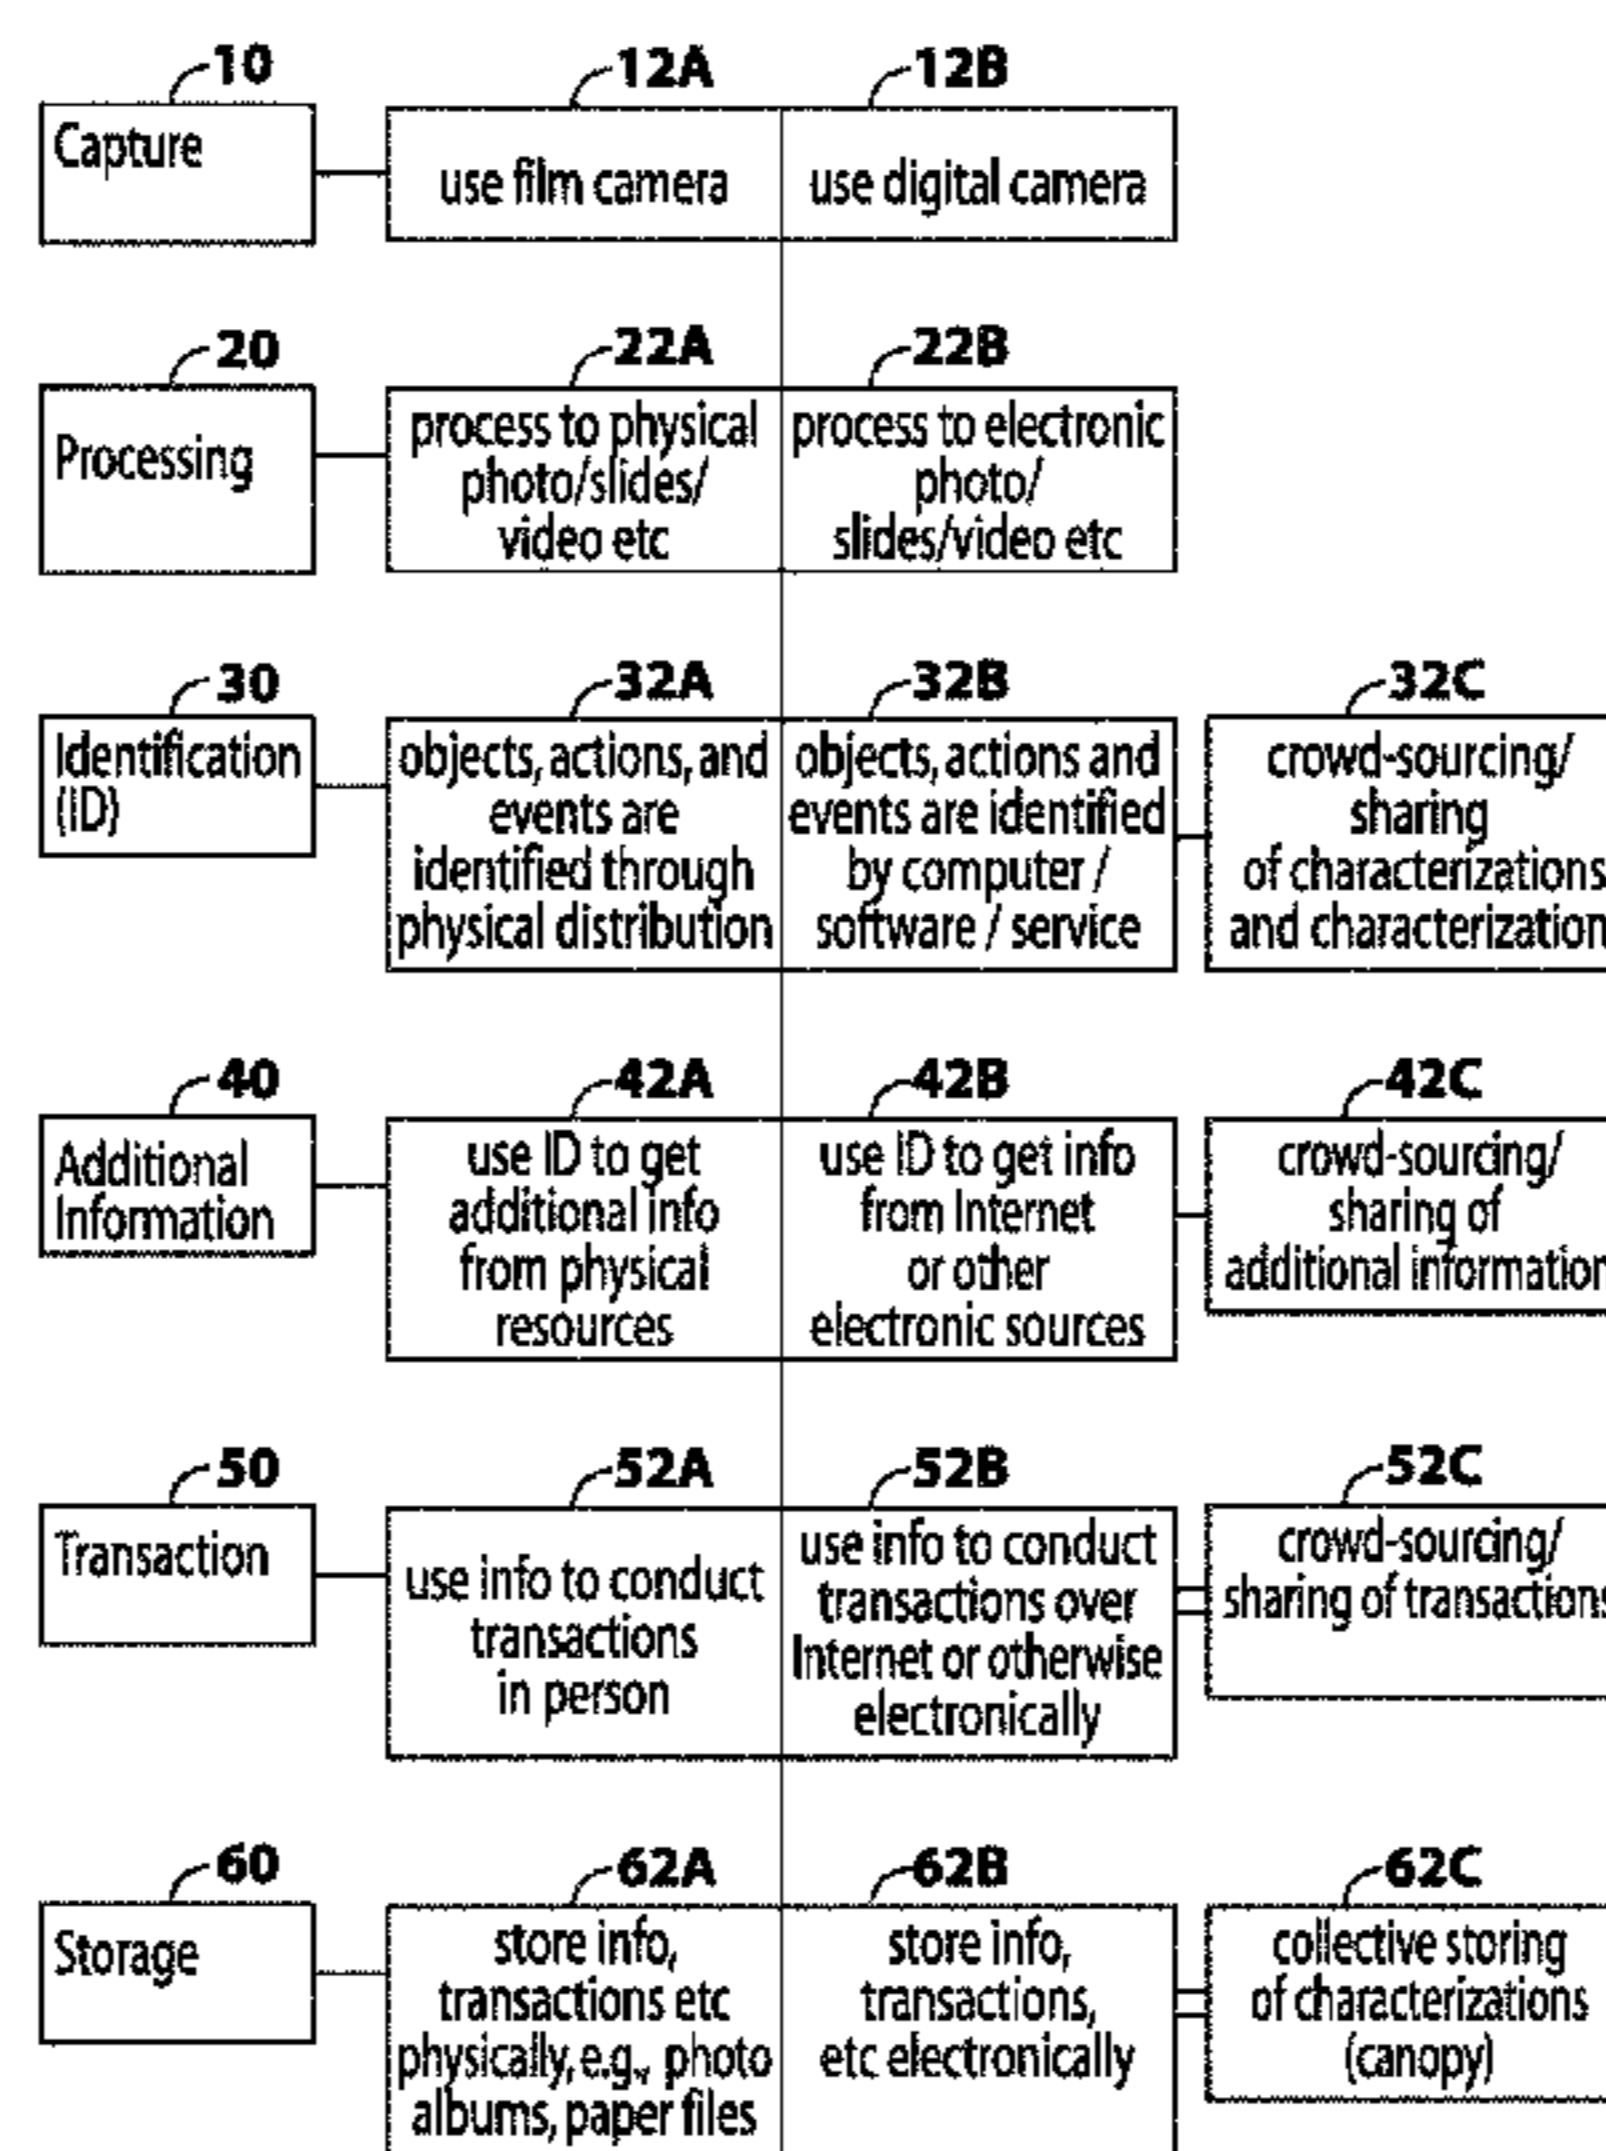 10
12A
12B
Capture
use film camera
use digital camera
20
22A
22B
Processing
process to physical
photo/slides/
video etc
process to electronic
photo/
slides/video etc
30
32A
32B
32C
Identification
(ID)
objects, actions, and
events are
identified through
physical distribution
objects, actions and
events are identified
by computer /
software / service
crowd-sourcing/
sharing
of characterizations
and characterization
40
42A
42B
42C
Additional
Information
use ID to get
additional info
from physical
resources
use ID to get info
from Internet
or other
electronic sources
crowd-sourcing/
sharing of
additional information
50
52A
52B
52C
Transaction
use info to conduct
transactions
in person
use info to conduct
transactions over
Internet or otherwise
electronically
crowd-sourcing/
sharing of transactions
60
62A
62B
62C
Storage
store info,
transactions etc
physically, e.g., photo
albums, paper files
store info,
transactions,
etc electronically
collective storing
of characterizations
(canopy)